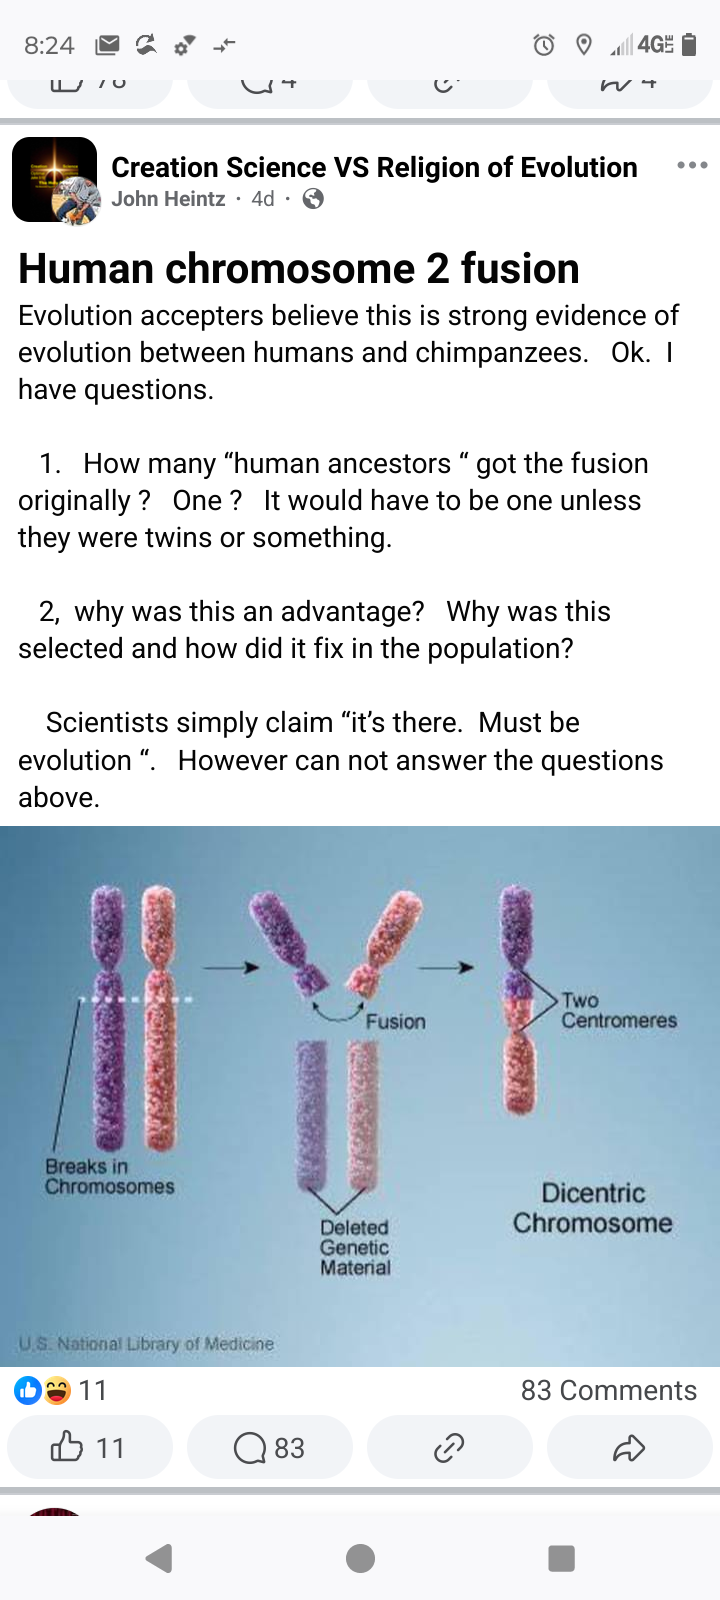 8:24
4G LTE
78
4
4
Creation Science VS Religion of Evolution
John Heintz · 4d ·
Human chromosome 2 fusion
Evolution accepters believe this is strong evidence of
evolution between humans and chimpanzees.   Ok.  I
have questions.
1.   How many “human ancestors “ got the fusion
originally ?   One ?   It would have to be one unless
they were twins or something.
2,  why was this an advantage?   Why was this
selected and how did it fix in the population?
Scientists simply claim “it’s there.  Must be
evolution “.   However can not answer the questions
above.
Fusion
Two
Centromeres
Breaks in
Chromosomes
Deleted
Genetic
Material
Dicentric
Chromosome
U.S. National Library of Medicine
11
83 Comments
11
83